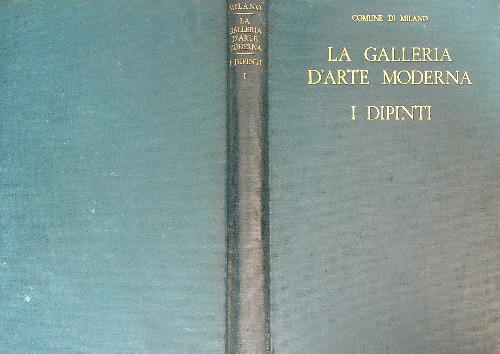 MILANO
LA
GALLERIA
D'ARTE
MODERNA
I DIPINTI
I
COMUNE DI MILANO
LA GALLERIA
D'ARTE MODERNA
I DIPINTI